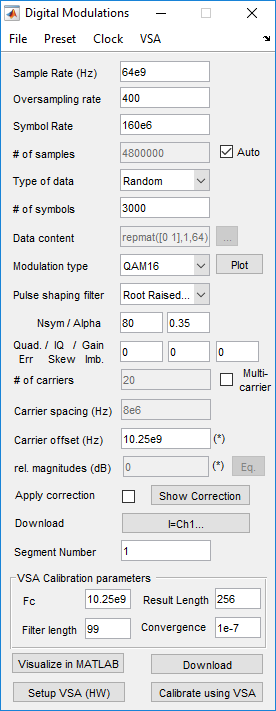 Digital Modulations
File Preset Clock VSA
Sample Rate (Hz) 64e9
Oversampling rate 400
Symbol Rate 160e6
# of samples 4800000 Auto
Type of data Random
# of symbols 3000
Data content repmat([0 1],1,64) ...
Modulation type QAM16 Plot
Pulse shaping filter Root Raised...
Nsym / Alpha 80 0.35
Quad. / IQ / Gain
Err Skew Imb. 0 0 0
# of carriers 20 Multi-
carrier
Carrier spacing (Hz) 8e6
Carrier offset (Hz) 10.25e9 (*)
rel. magnitudes (dB) 0 (*) Eq.
Apply correction Show Correction
Download I=Ch1...
Segment Number 1
VSA Calibration parameters
Fc 10.25e9 Result Length 256
Filter length 99 Convergence 1e-7
Visualize in MATLAB Download
Setup VSA (HW) Calibrate using VSA